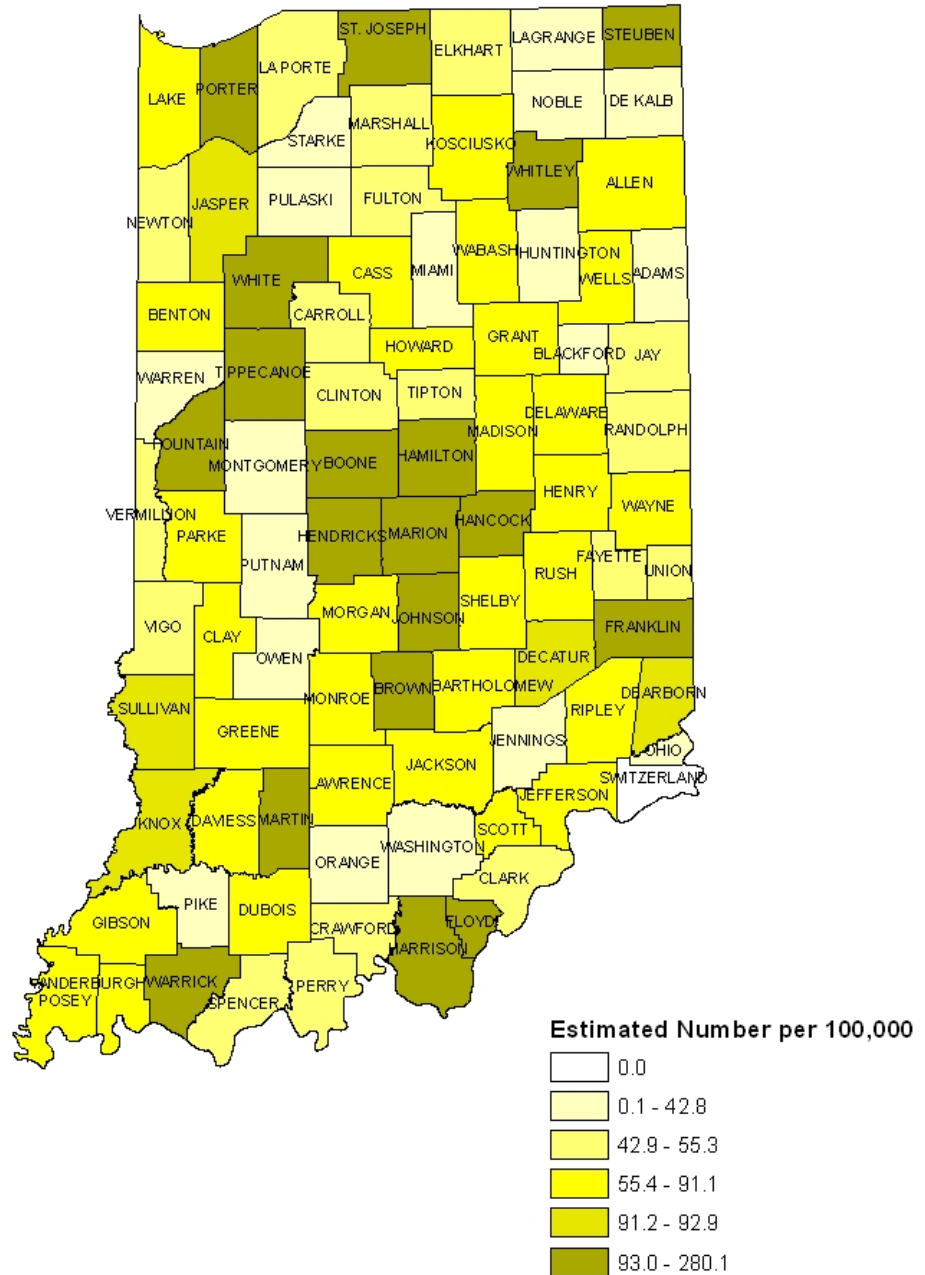 ST. JOSEPH
LAGRANGE
STEUBEN
ELKHART
LA PORTE
PORTER
LAKE
NOBLE
DE KALB
MARSHALL
STARKE
KOSCIUSKO
WHITLEY
ALLEN
PULASKI
FULTON
JASPER
NEWTON
WABASH
HUNTINGTON
MIAMI
CASS
WHITE
WELLS
ADAMS
BENTON
CARROLL
GRANT
HOWARD
BLACKFORD
JAY
WARREN
TIPPECANOE
CLINTON
TIPTON
DELAWARE
MADISON
RANDOLPH
FOUNTAIN
MONTGOMERY
BOONE
HAMILTON
HENRY
WAYNE
VERMILLION
PARKE
HENDRICKS
MARION
HANCOCK
PUTNAM
FAYETTE
UNION
RUSH
SHELBY
MORGAN
JOHNSON
VIGO
CLAY
FRANKLIN
OWEN
DECATUR
BROWN
BARTHOLOMEW
MONROE
DEARBORN
SULLIVAN
RIPLEY
GREENE
JENNINGS
OHIO
JACKSON
SWITZERLAND
LAWRENCE
JEFFERSON
KNOX
DAVIESS
MARTIN
SCOTT
WASHINGTON
ORANGE
CLARK
PIKE
DUBOIS
GIBSON
CRAWFORD
FLOYD
HARRISON
VANDERBURGH
WARRICK
PERRY
POSEY
SPENCER
Estimated Number per 100,000
0.0
0.1 - 42.8
42.9 - 55.3
55.4 - 91.1
91.2 - 92.9
93.0 - 280.1